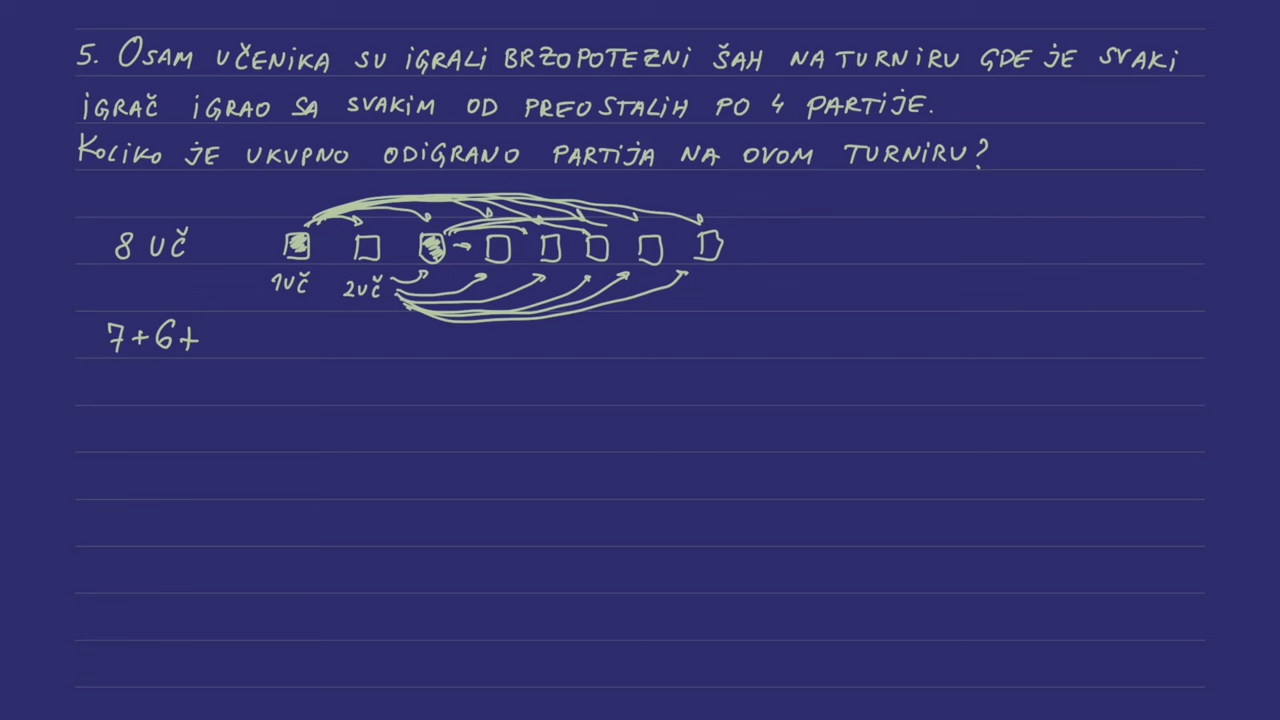 5. OSAM UČENIKA SU IGRALI BRZOPOTEZNI ŠAH NA TURNIRU GDE JE SVAKI
IGRAČ IGRAO SA SVAKIM OD PREOSTALIH PO 4 PARTIJE.
KOLIKO JE UKUPNO ODIGRANO PARTIJA NA OVOM TURNIRU?
8 UČ
1UČ 2UČ
7+6+